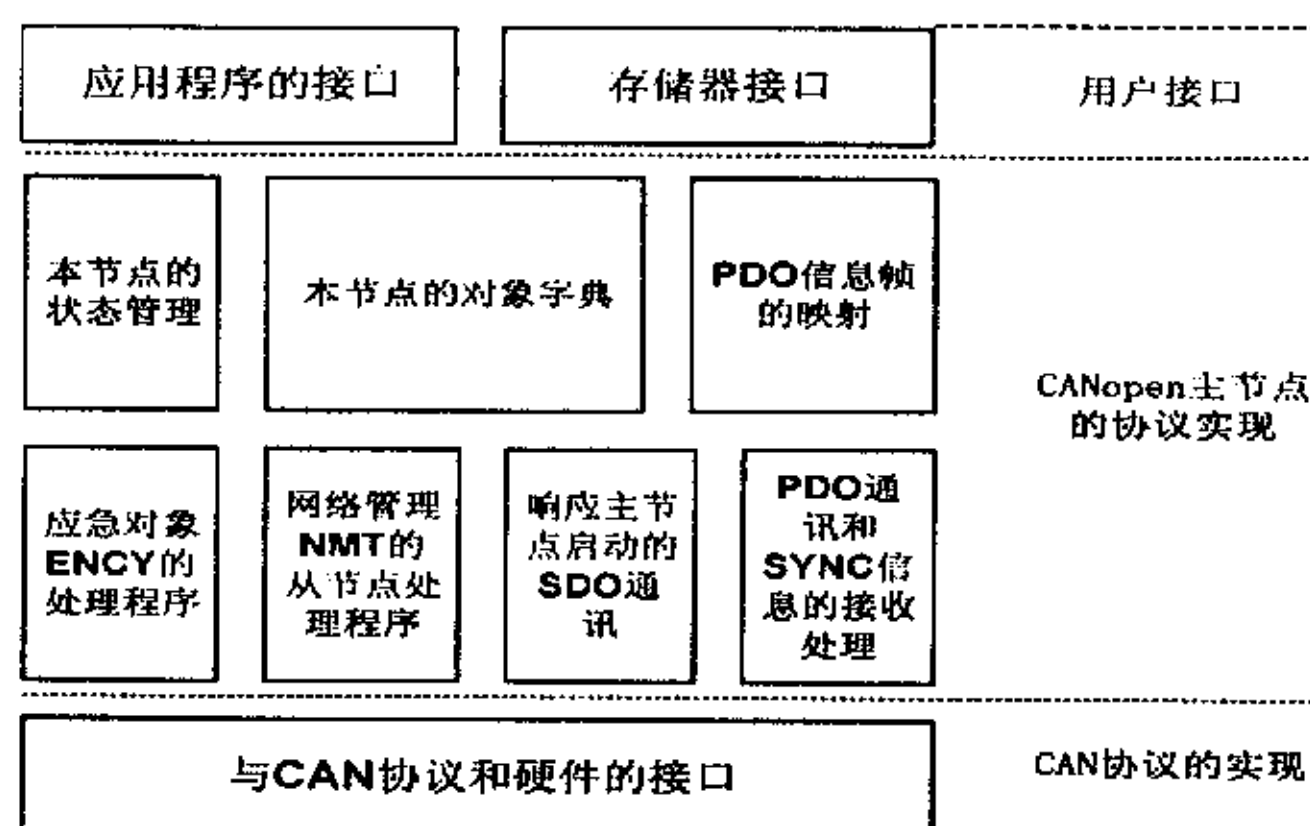 应用程序的接口
存储器接口
用户接口
本节点的
状态管理
本节点的对象字典
PDO信息帧
的映射
CANopen主节点
的协议实现
应急对象
ENCY的
处理程序
网络管理
NMT的
从节点处
理程序
响应主节
点启动的
SDO通
讯
PDO通
讯和
SYNC信
息的接收
处理
与CAN协议和硬件的接口
CAN协议的实现